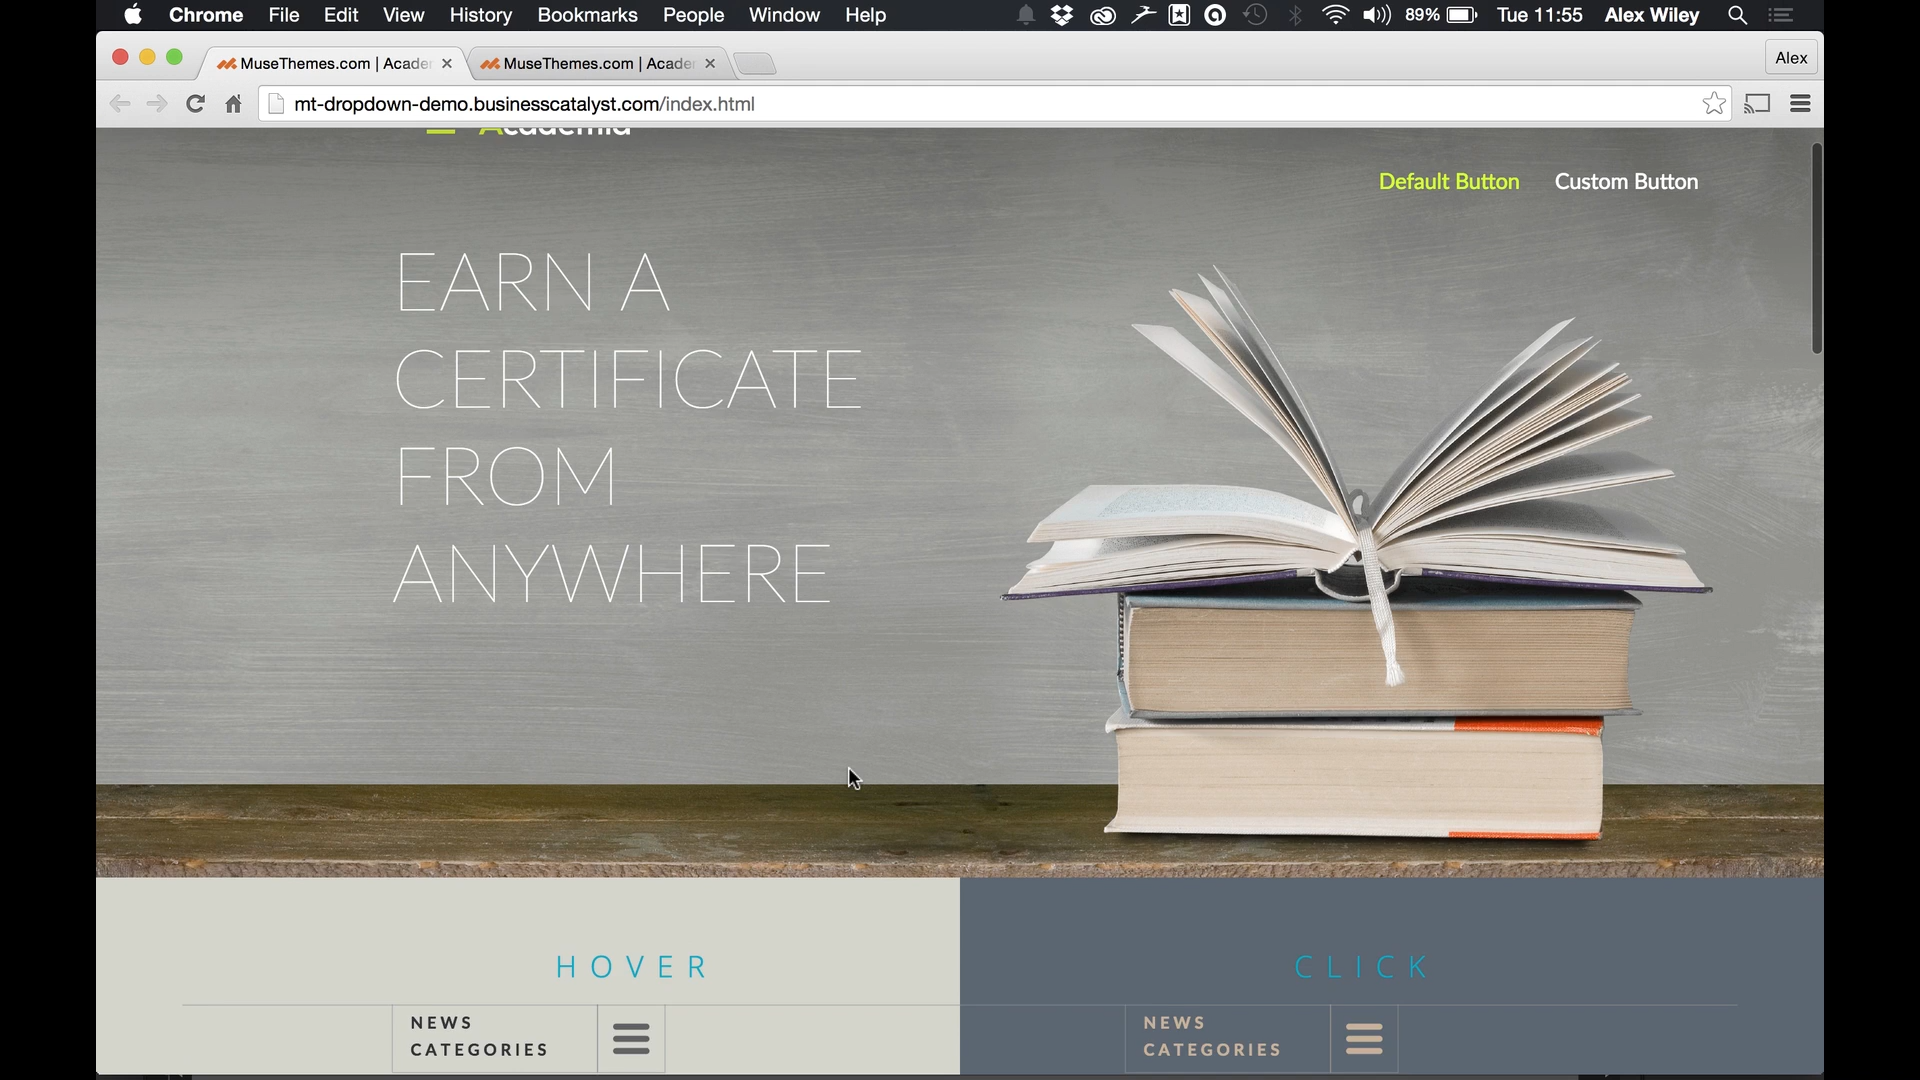 Chrome File Edit View History Bookmarks People Window Help 89% Tue 11:55 Alex Wiley
MuseThemes.com | Acade MuseThemes.com | Acade Alex
mt-dropdown-demo.businesscatalyst.com/index.html
Academia
Default Button Custom Button
EARN A
CERTIFICATE
FROM
ANYWHERE
HOVER CLICK
NEWS NEWS
CATEGORIES CATEGORIES